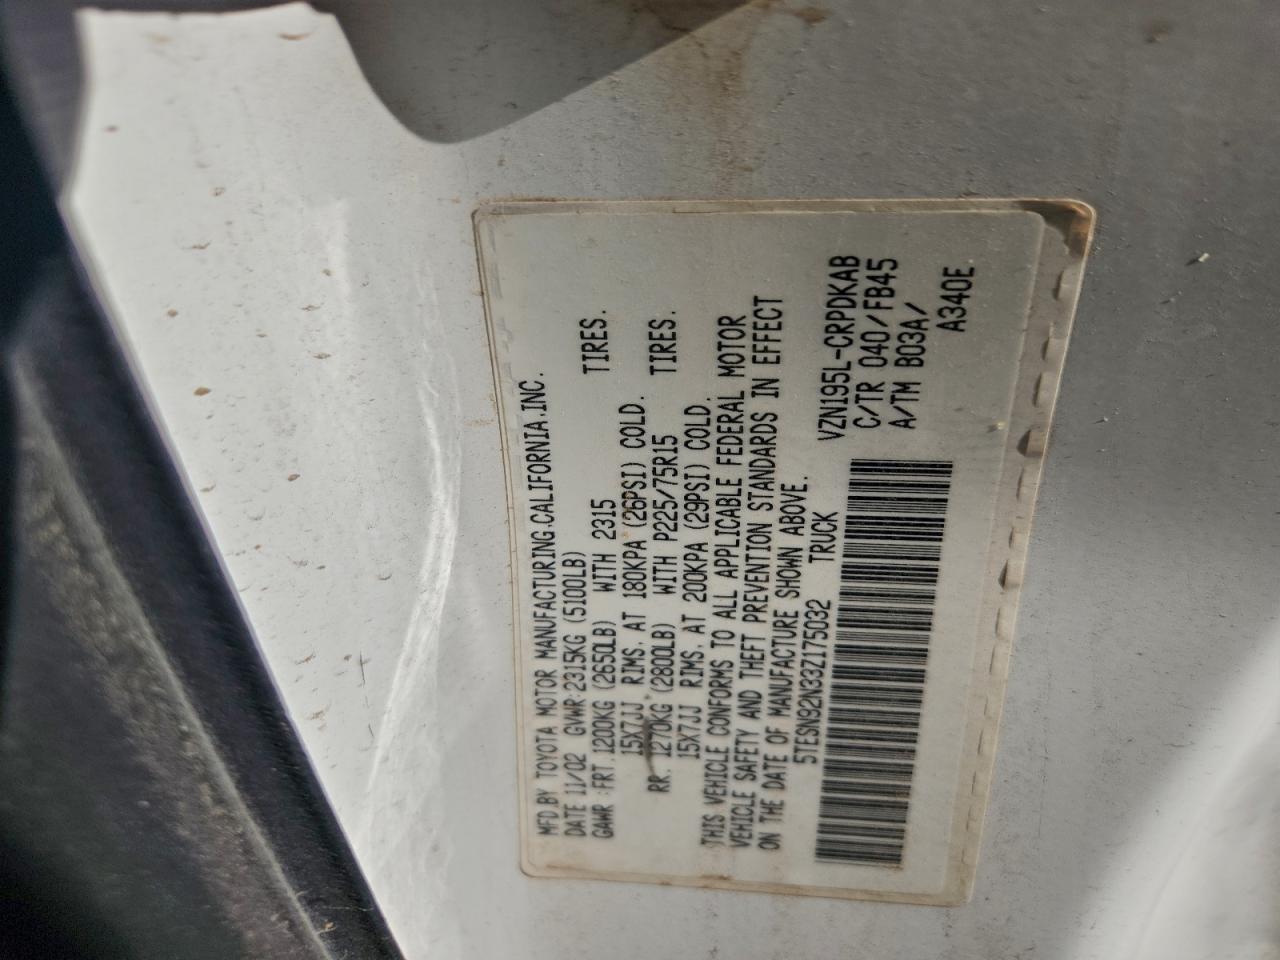 MFD.BY TOYOTA MOTOR MANUFACTURING.CALIFORNIA.INC.
DATE 11/02 GVWR:2315KG (5100LB)
GAWR :FRT.1200KG (2650LB) WITH 2315 TIRES.
15X7JJ RIMS. AT 180KPA (26PSI) COLD.
RR. 1270KG (2800LB) WITH P225/75R15 TIRES.
15X7JJ RIMS. AT 200KPA (29PSI) COLD.
THIS VEHICLE CONFORMS TO ALL APPLICABLE FEDERAL MOTOR
VEHICLE SAFETY AND THEFT PREVENTION STANDARDS IN EFFECT
ON THE DATE OF MANUFACTURE SHOWN ABOVE.
5TESN92N33Z175032 TRUCK
VZN195L-CRPDKAB
C/TR 040/FB45
A/TM B03A/
A340E